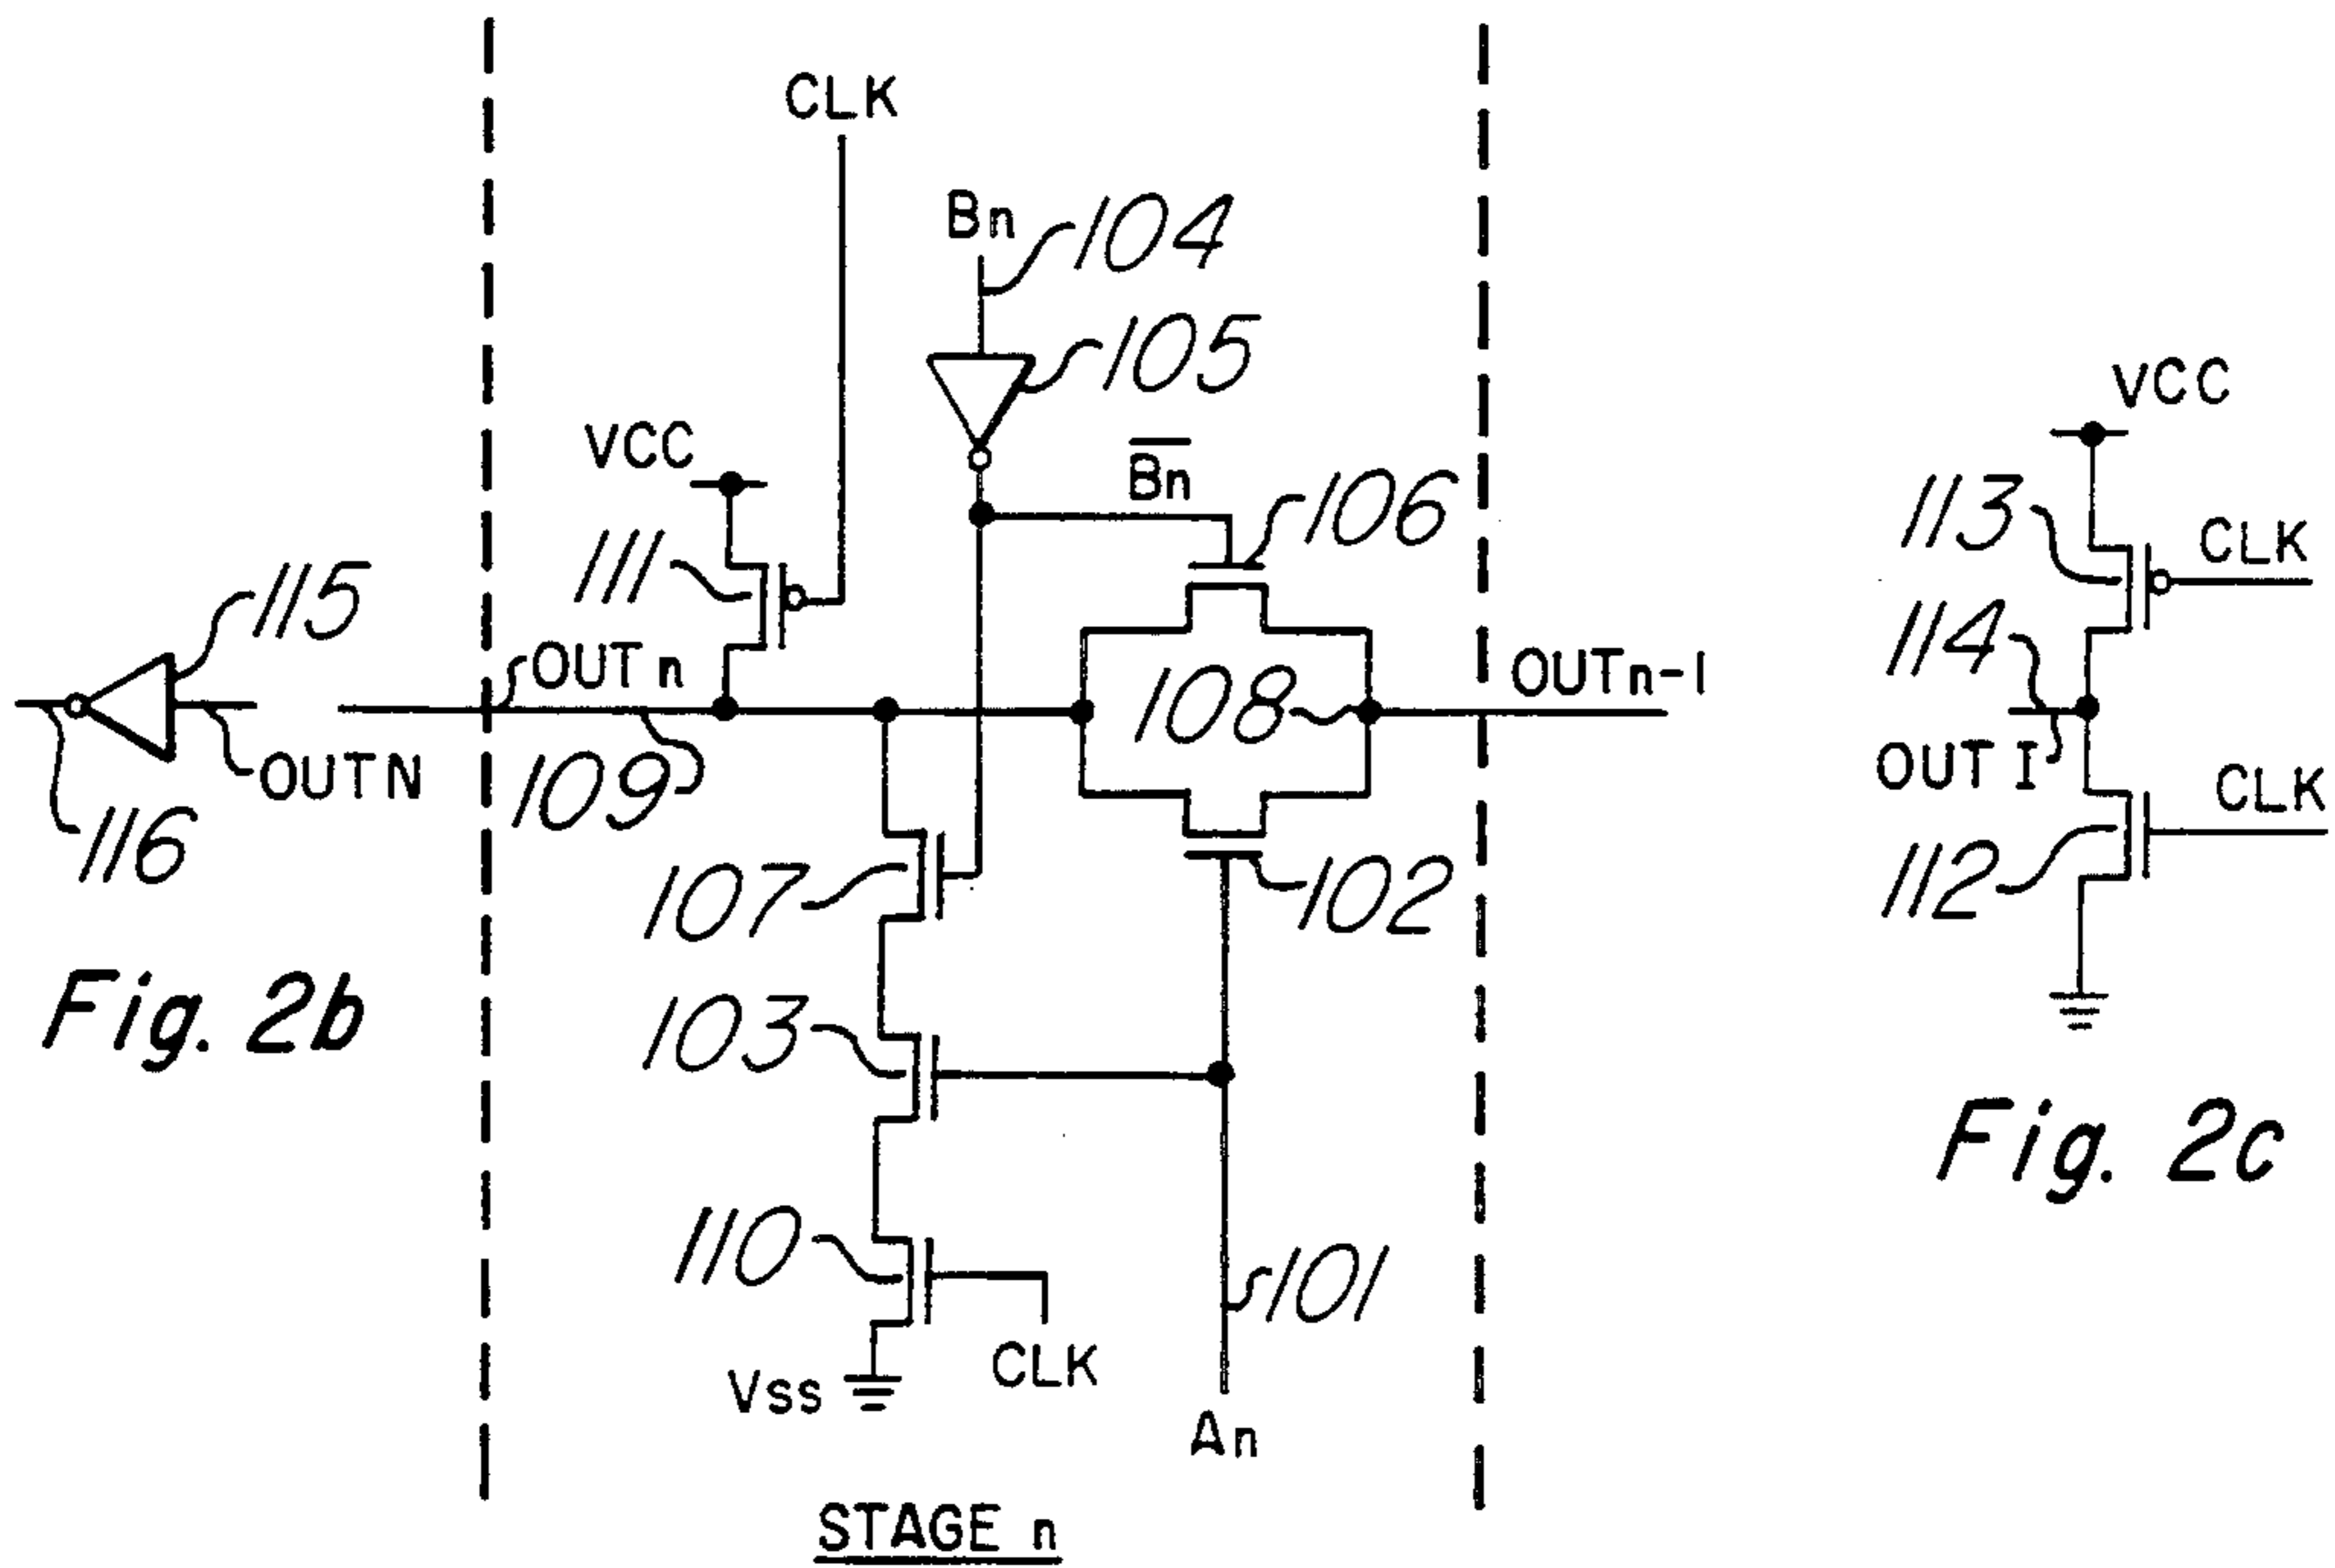 CLK
Bn
104
105
VCC
Bn
106
111
115
OUTn
108
OUTn-1
OUTN
109
116
107
102
103
110
101
CLK
Vss
An
STAGE n
Fig. 2b
VCC
113
CLK
114
OUT I
CLK
112
Fig. 2c